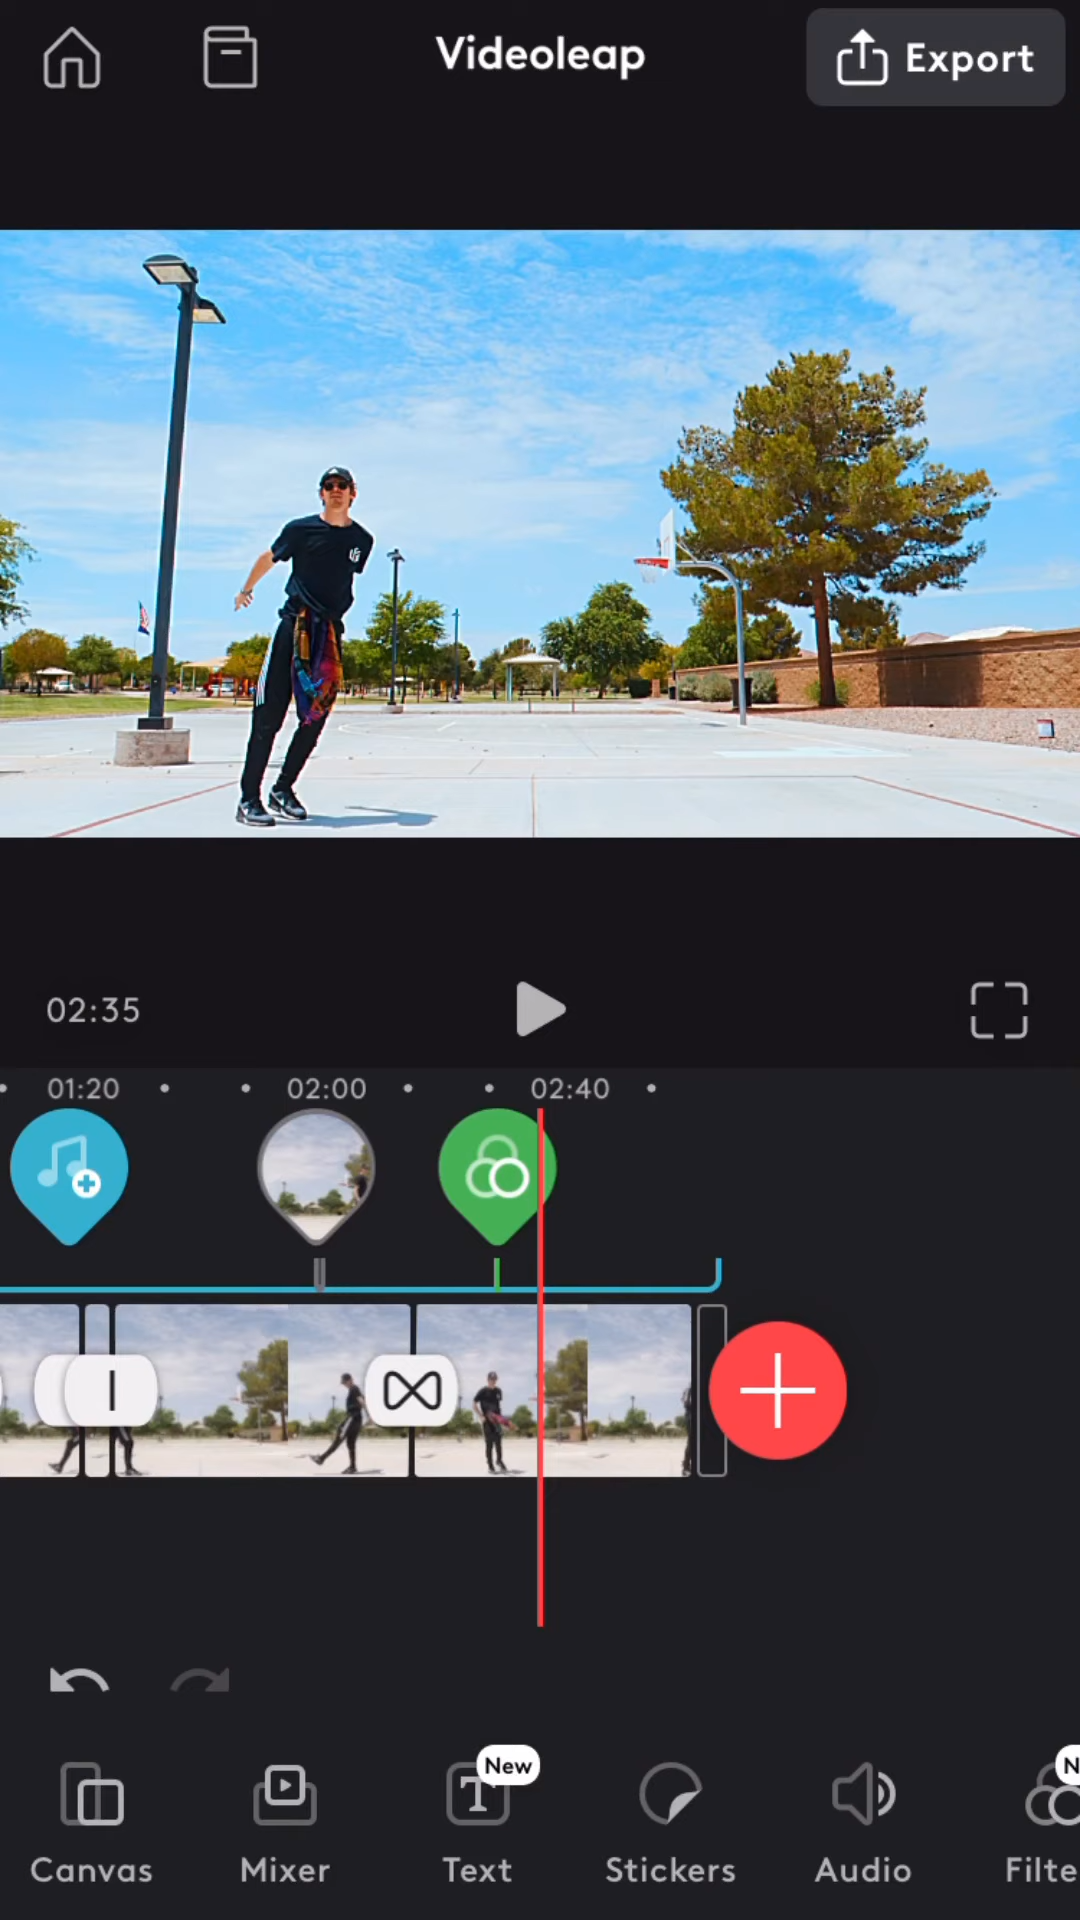 Videoleap
Export
02:35
01:20
02:00
02:40
New
N
Canvas
Mixer
Text
Stickers
Audio
Filte